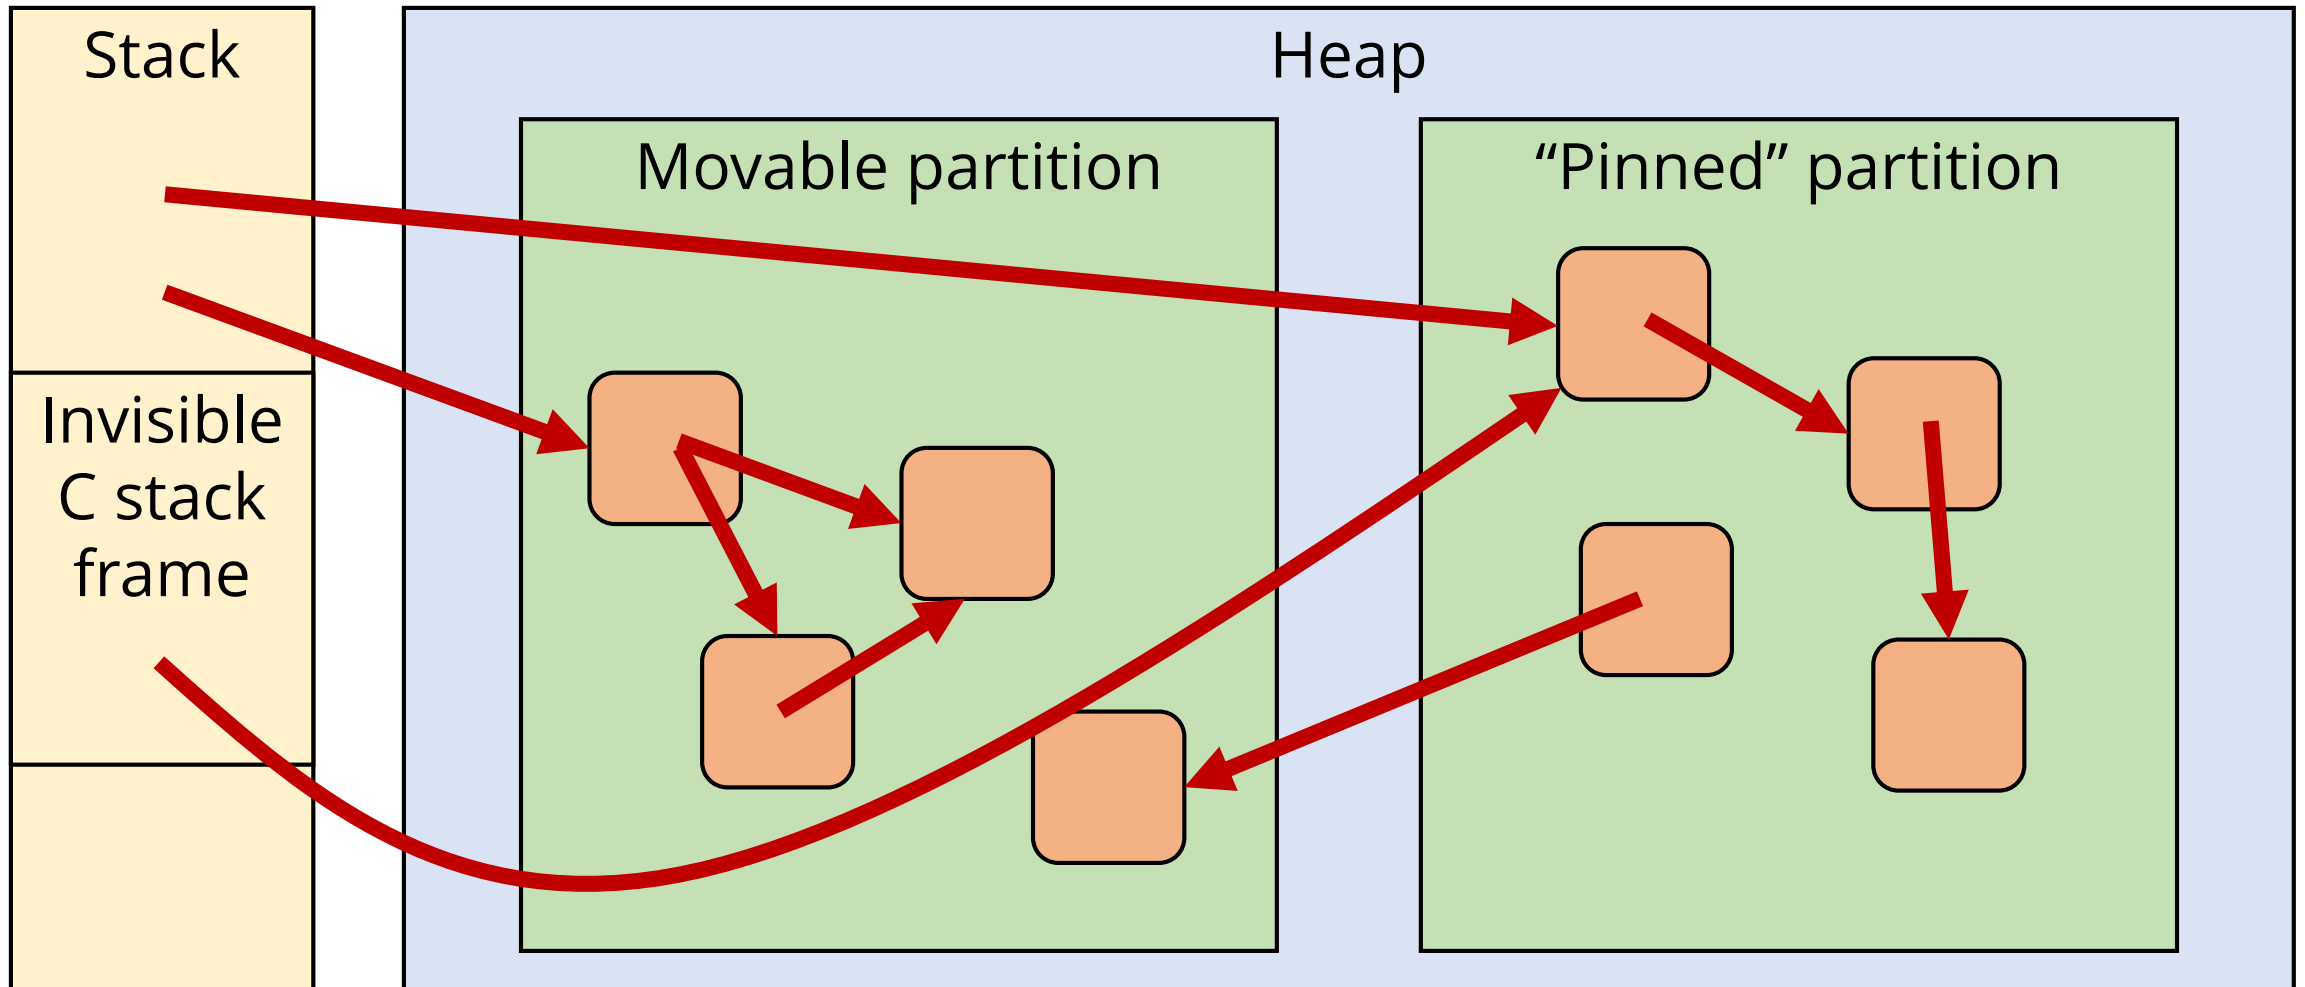 Stack
Heap
Movable partition
“Pinned” partition
Invisible
C stack
frame